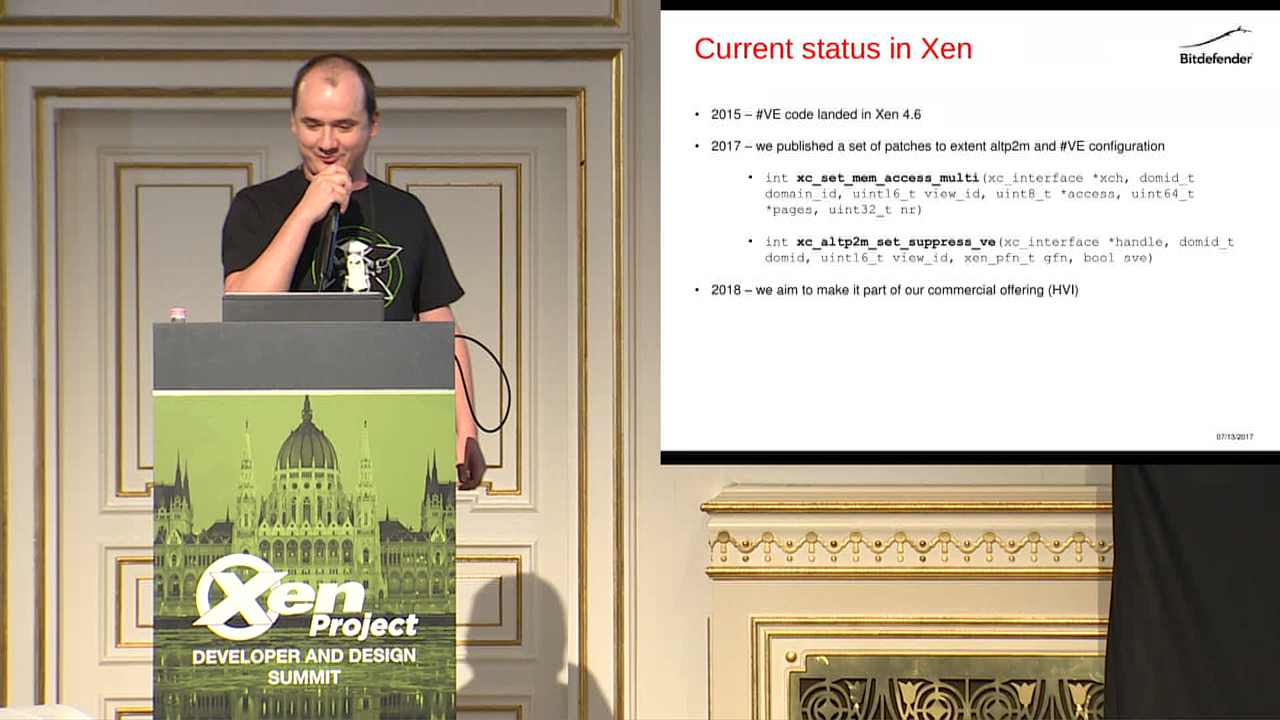 Current status in Xen
Bitdefender
• 2015 – #VE code landed in Xen 4.6
• 2017 – we published a set of patches to extent altp2m and #VE configuration
• int xc_set_mem_access_multi(xc_interface *xch, domid_t
domain_id, uint16_t view_id, uint8_t *access, uint64_t
*pages, uint32_t nr)
• int xc_altp2m_set_suppress_ve(xc_interface *handle, domid_t
domid, uint16_t view_id, xen_pfn_t gfn, bool sve)
• 2018 – we aim to make it part of our commercial offering (HVI)
07/13/2017
Xen
Project
DEVELOPER AND DESIGN
SUMMIT